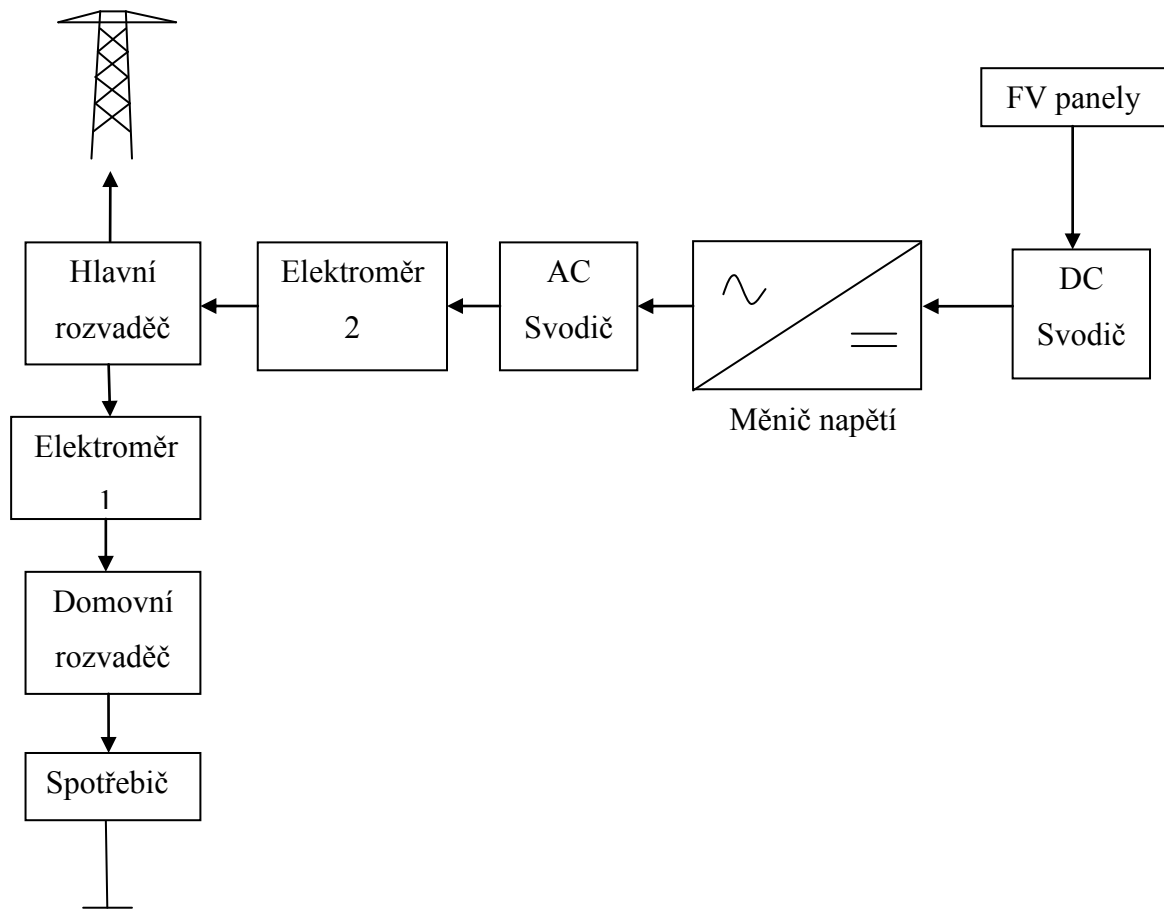 FV panely
Hlavní
rozvaděč
Elektroměr
2
AC
Svodič
DC
Svodič
Měnič napětí
Elektroměr
1
Domovní
rozvaděč
Spotřebič